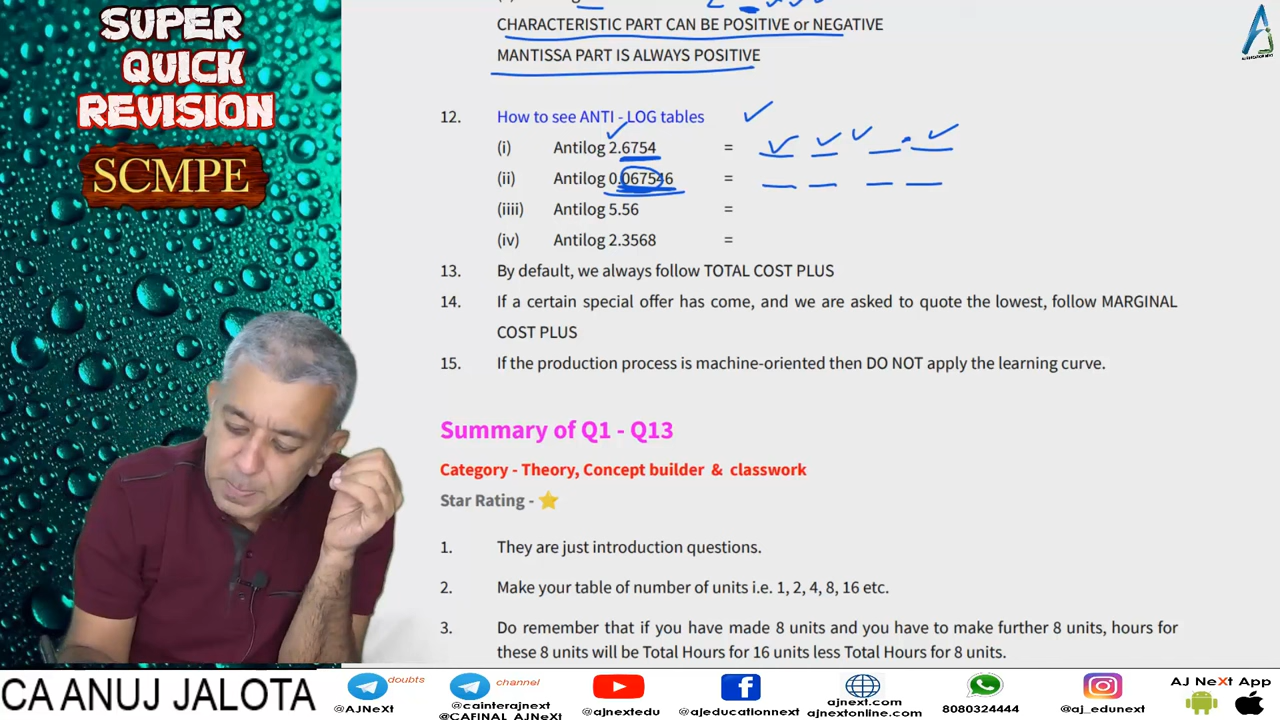 SUPER
QUICK
REVISION
SCMPE
CHARACTERISTIC PART CAN BE POSITIVE or NEGATIVE
MANTISSA PART IS ALWAYS POSITIVE
12. How to see ANTI - LOG tables
(i) Antilog 2.6754 =
(ii) Antilog 0.067546 =
(iiii) Antilog 5.56 =
(iv) Antilog 2.3568 =
13. By default, we always follow TOTAL COST PLUS
14. If a certain special offer has come, and we are asked to quote the lowest, follow MARGINAL
COST PLUS
15. If the production process is machine-oriented then DO NOT apply the learning curve.
Summary of Q1 - Q13
Category - Theory, Concept builder & classwork
Star Rating - ⭐
1. They are just introduction questions.
2. Make your table of number of units i.e. 1, 2, 4, 8, 16 etc.
3. Do remember that if you have made 8 units and you have to make further 8 units, hours for
these 8 units will be Total Hours for 16 units less Total Hours for 8 units.
CA ANUJ JALOTA
doubts
@AJNeXt
channel
@cainterajnext
@CAFINAL_AJNeXt
@ajnextedu
@ajeducationnext
ajnext.com
ajnextonline.com
8080324444
@aj_edunext
AJ NeXt App